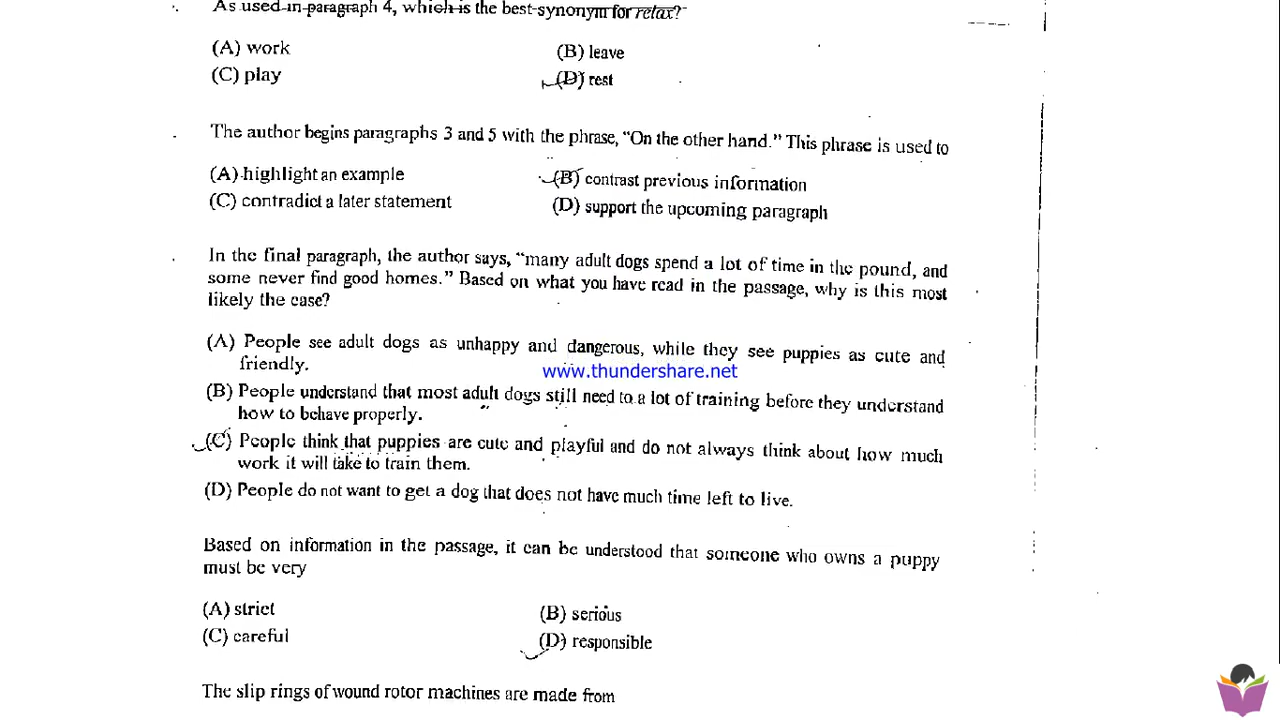 As used in paragraph 4, which is the best synonym for relax?
(A) work (B) leave
(C) play (D) rest
The author begins paragraphs 3 and 5 with the phrase, “On the other hand.” This phrase is used to
(A) highlight an example (B) contrast previous information
(C) contradict a later statement (D) support the upcoming paragraph
In the final paragraph, the author says, “many adult dogs spend a lot of time in the pound, and
some never find good homes.” Based on what you have read in the passage, why is this most
likely the case?
(A) People see adult dogs as unhappy and dangerous, while they see puppies as cute and
friendly.
www.thundershare.net
(B) People understand that most adult dogs still need to a lot of training before they understand
how to behave properly.
(C) People think that puppies are cute and playful and do not always think about how much
work it will take to train them.
(D) People do not want to get a dog that does not have much time left to live.
Based on information in the passage, it can be understood that someone who owns a puppy
must be very
(A) strict (B) serious
(C) careful (D) responsible
The slip rings of wound rotor machines are made from